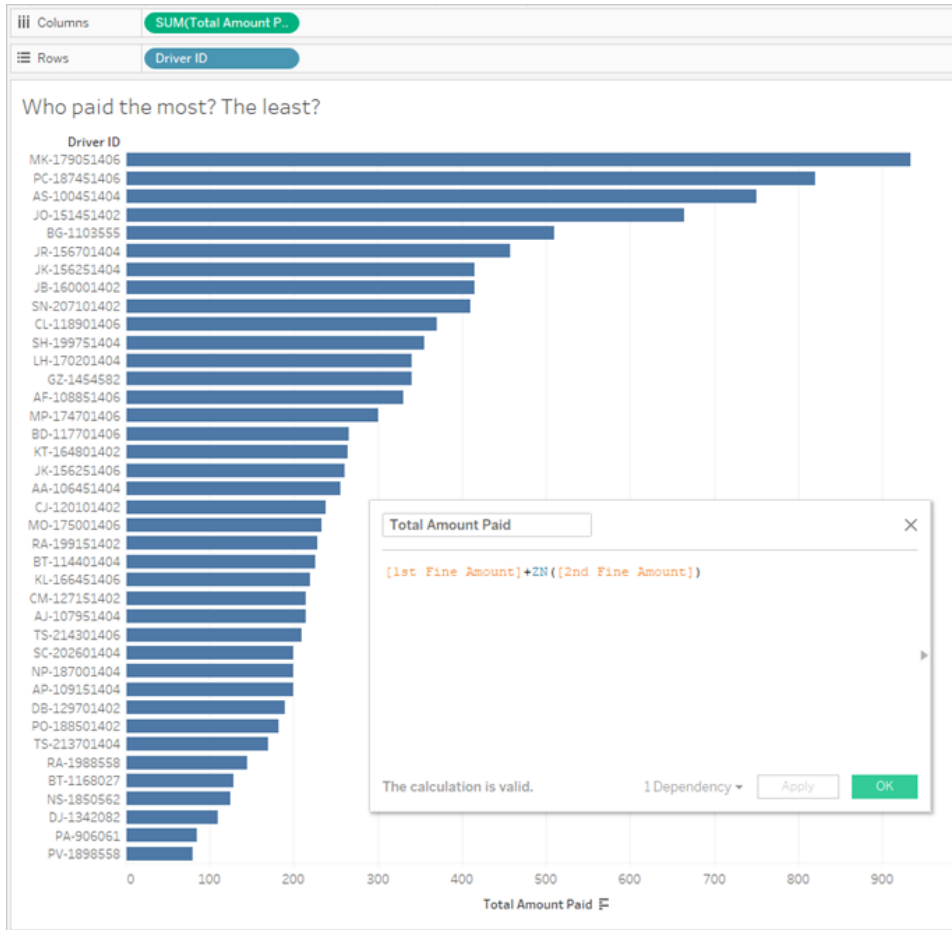 Columns SUM(Total Amount P..
Rows Driver ID
Who paid the most? The least?
Driver ID
MK-179051406
PC-187451406
AS-100451404
JO-151451402
BG-1103555
JR-156701404
JK-156251404
JB-160001402
SN-207101402
CL-118901406
SH-199751404
LH-170201404
GZ-1454582
AF-108851406
MP-174701406
BD-117701406
KT-164801402
JK-156251406
AA-106451404
CJ-120101402
MO-175001406
RA-199151402
BT-114401404
KL-166451406
CM-127151402
AJ-107951404
TS-214301406
SC-202601404
NP-187001404
AP-109151404
DB-129701402
PO-188501402
TS-213701404
RA-1988558
BT-1168027
NS-1850562
DJ-1342082
PA-906061
PV-1898558
0 100 200 300 400 500 600 700 800 900
Total Amount Paid
Total Amount Paid
[1st Fine Amount]+ZN([2nd Fine Amount])
The calculation is valid. 1 Dependency Apply OK